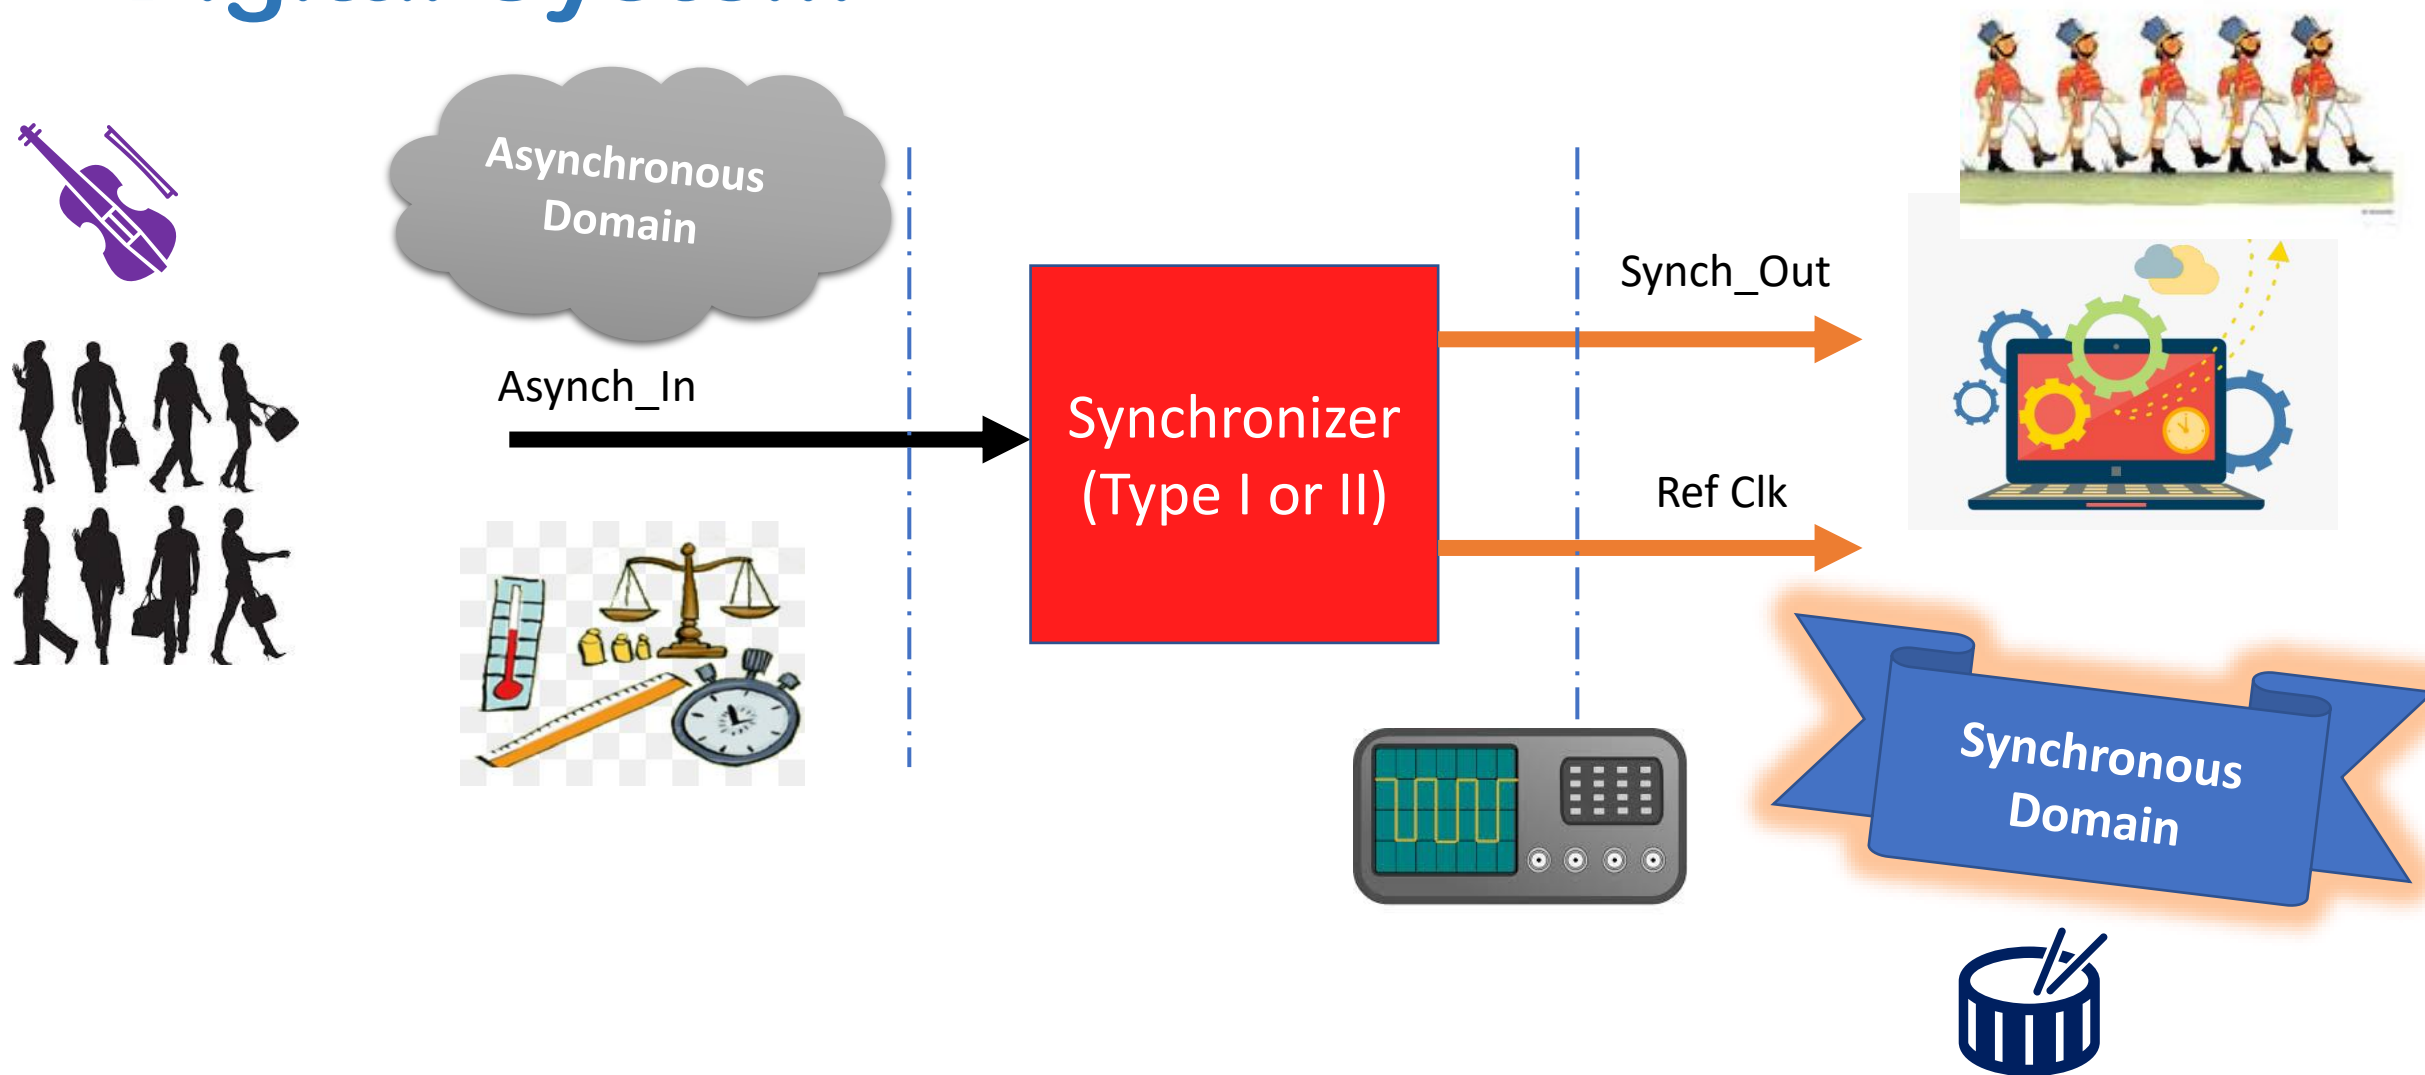 Asynchronous
Domain
Asynch_In
Synchronizer
(Type I or II)
Synch_Out
Ref Clk
Synchronous
Domain